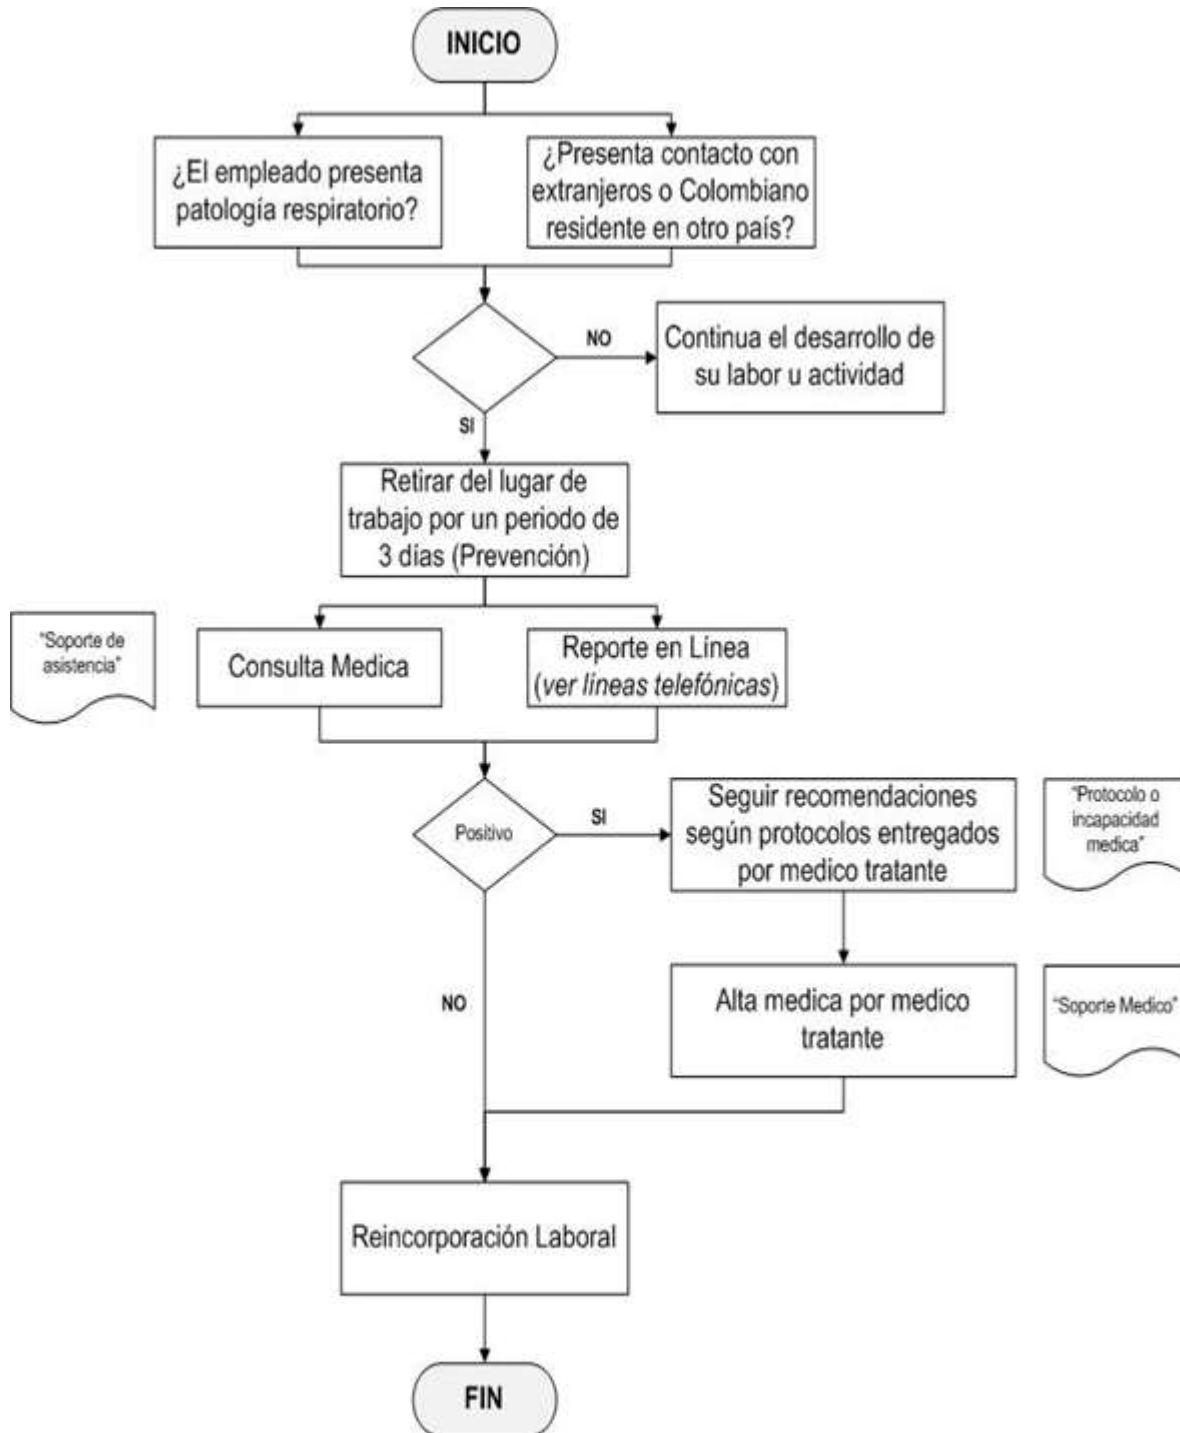 INICIO
¿El empleado presenta
patología respiratorio?
¿Presenta contacto con
extranjeros o Colombiano
residente en otro país?
NO
Continua el desarrollo de
su labor u actividad
SI
Retirar del lugar de
trabajo por un periodo de
3 días (Prevención)
"Soporte de
asistencia"
Consulta Medica
Reporte en Línea
(ver líneas telefónicas)
Positivo
SI
Seguir recomendaciones
según protocolos entregados
por medico tratante
"Protocolo o
incapacidad
medica"
NO
Alta medica por medico
tratante
"Soporte Medico"
Reincorporación Laboral
FIN